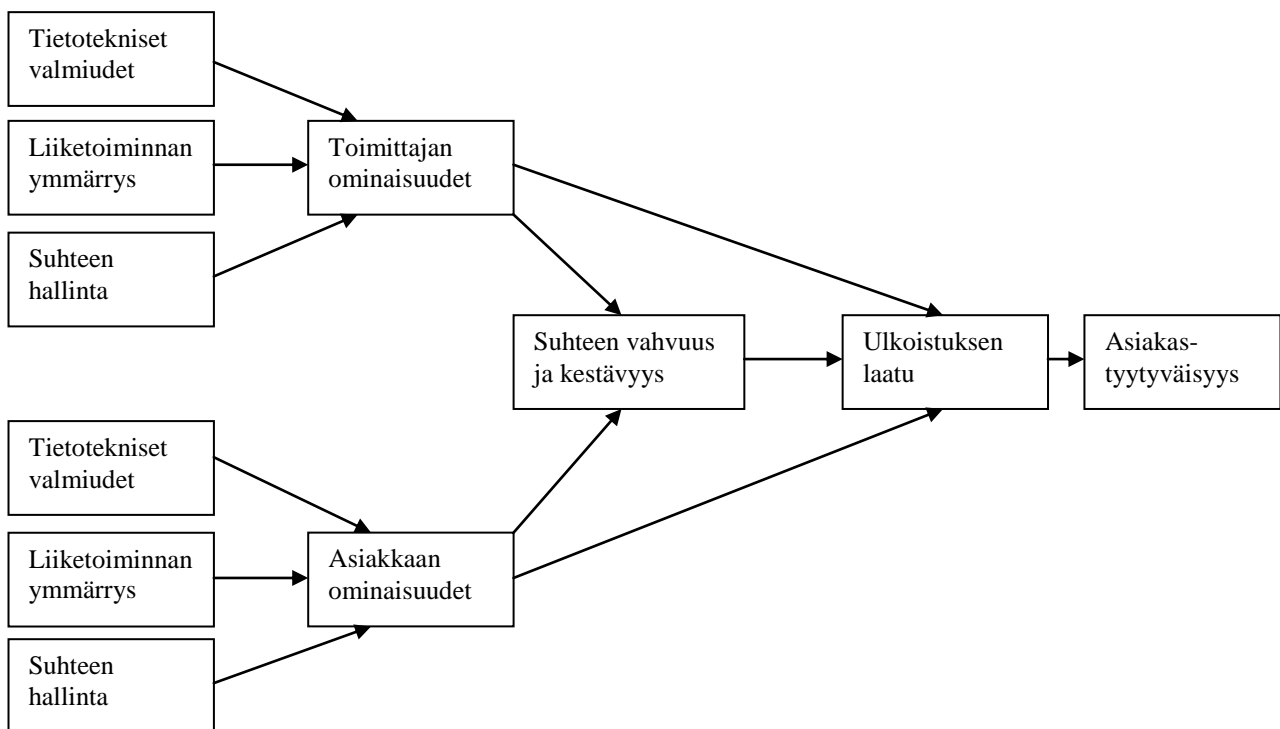 Tietotekniset
valmiudet
Liiketoiminnan
ymmärrys
Suhteen
hallinta
Toimittajan
ominaisuudet
Suhteen vahvuus
ja kestävyys
Ulkoistuksen
laatu
Asiakas-
tyytyväisyys
Tietotekniset
valmiudet
Liiketoiminnan
ymmärrys
Suhteen
hallinta
Asiakkaan
ominaisuudet